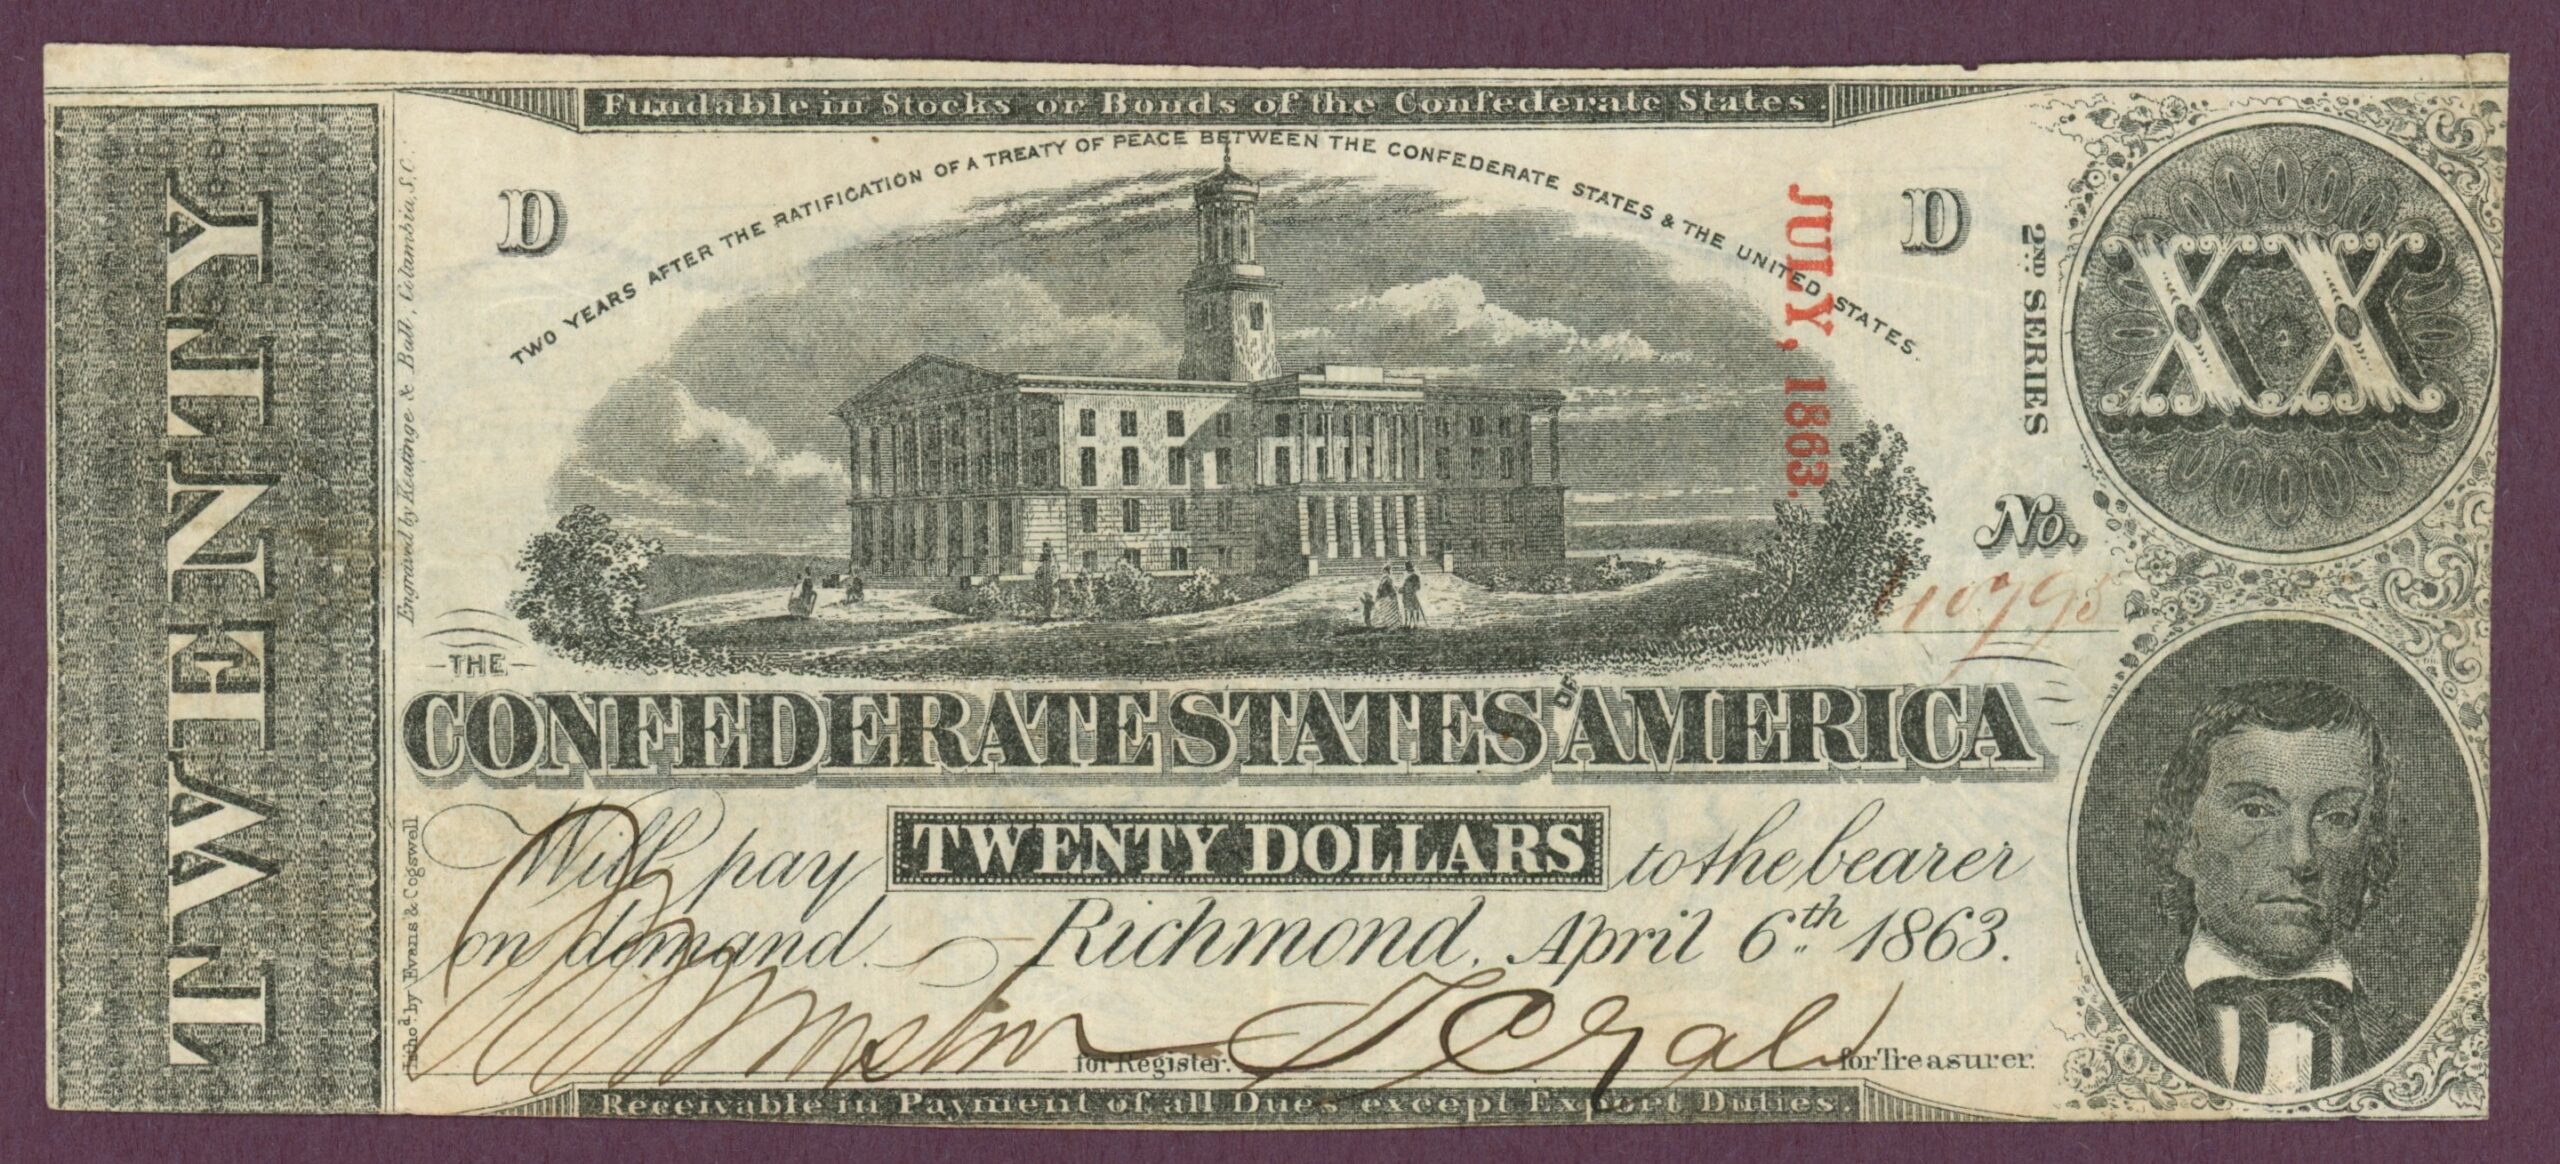 Fundable in Stocks or Bonds of the Confederate States.
TWO YEARS AFTER THE RATIFICATION OF A TREATY OF PEACE BETWEEN THE CONFEDERATE STATES & THE UNITED STATES.
TWENTY
Engraved by Keatinge & Ball, Columbia, S.C.
D
D
JULY, 1863.
2ND SERIES
XX
No.
THE
CONFEDERATE STATES OF AMERICA
Will pay TWENTY DOLLARS to the bearer
on demand. Richmond, April 6th 1863.
Litho'd by Evans & Cogswell
for Register.
for Treasurer.
Receivable in Payment of all Dues except Export Duties.